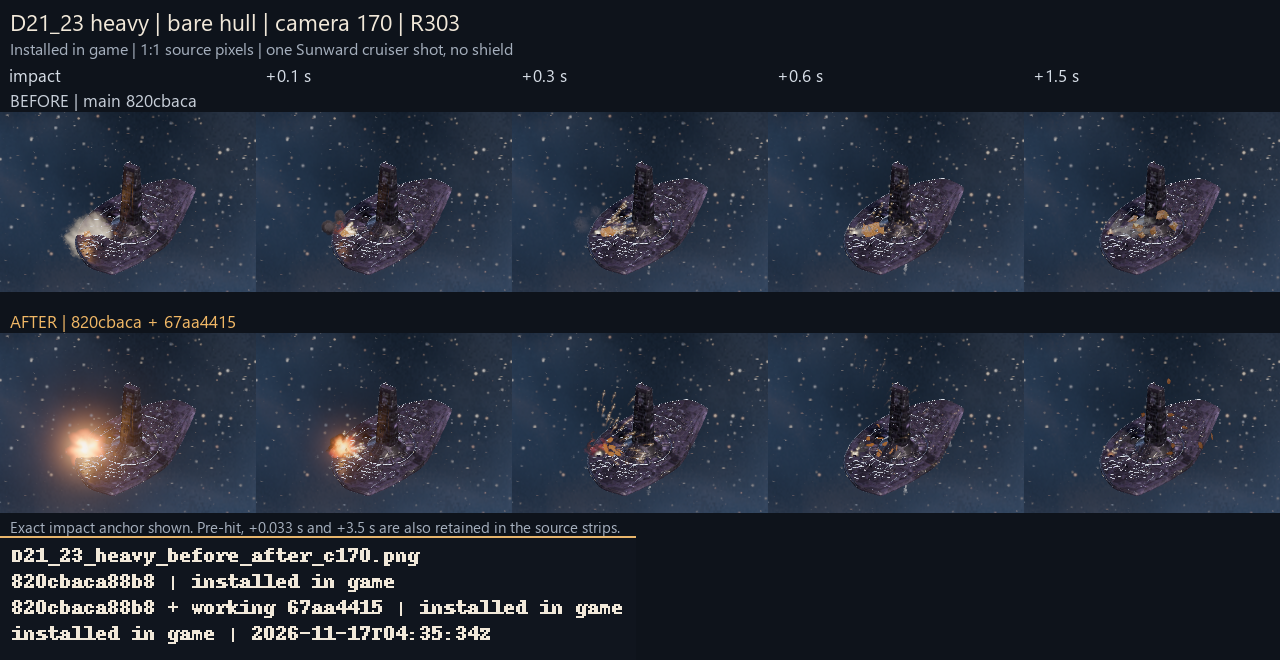 D21_23 heavy | bare hull | camera 170 | R303
Installed in game | 1:1 source pixels | one Sunward cruiser shot, no shield
impact +0.1 s +0.3 s +0.6 s +1.5 s
BEFORE | main 820cbaca
AFTER | 820cbaca + 67aa4415
Exact impact anchor shown. Pre-hit, +0.033 s and +3.5 s are also retained in the source strips.
D21_23_heavy_before_after_c170.png
820cbaca88b8 | installed in game
820cbaca88b8 + working 67aa4415 | installed in game
installed in game | 2026-11-17T04:35:34Z